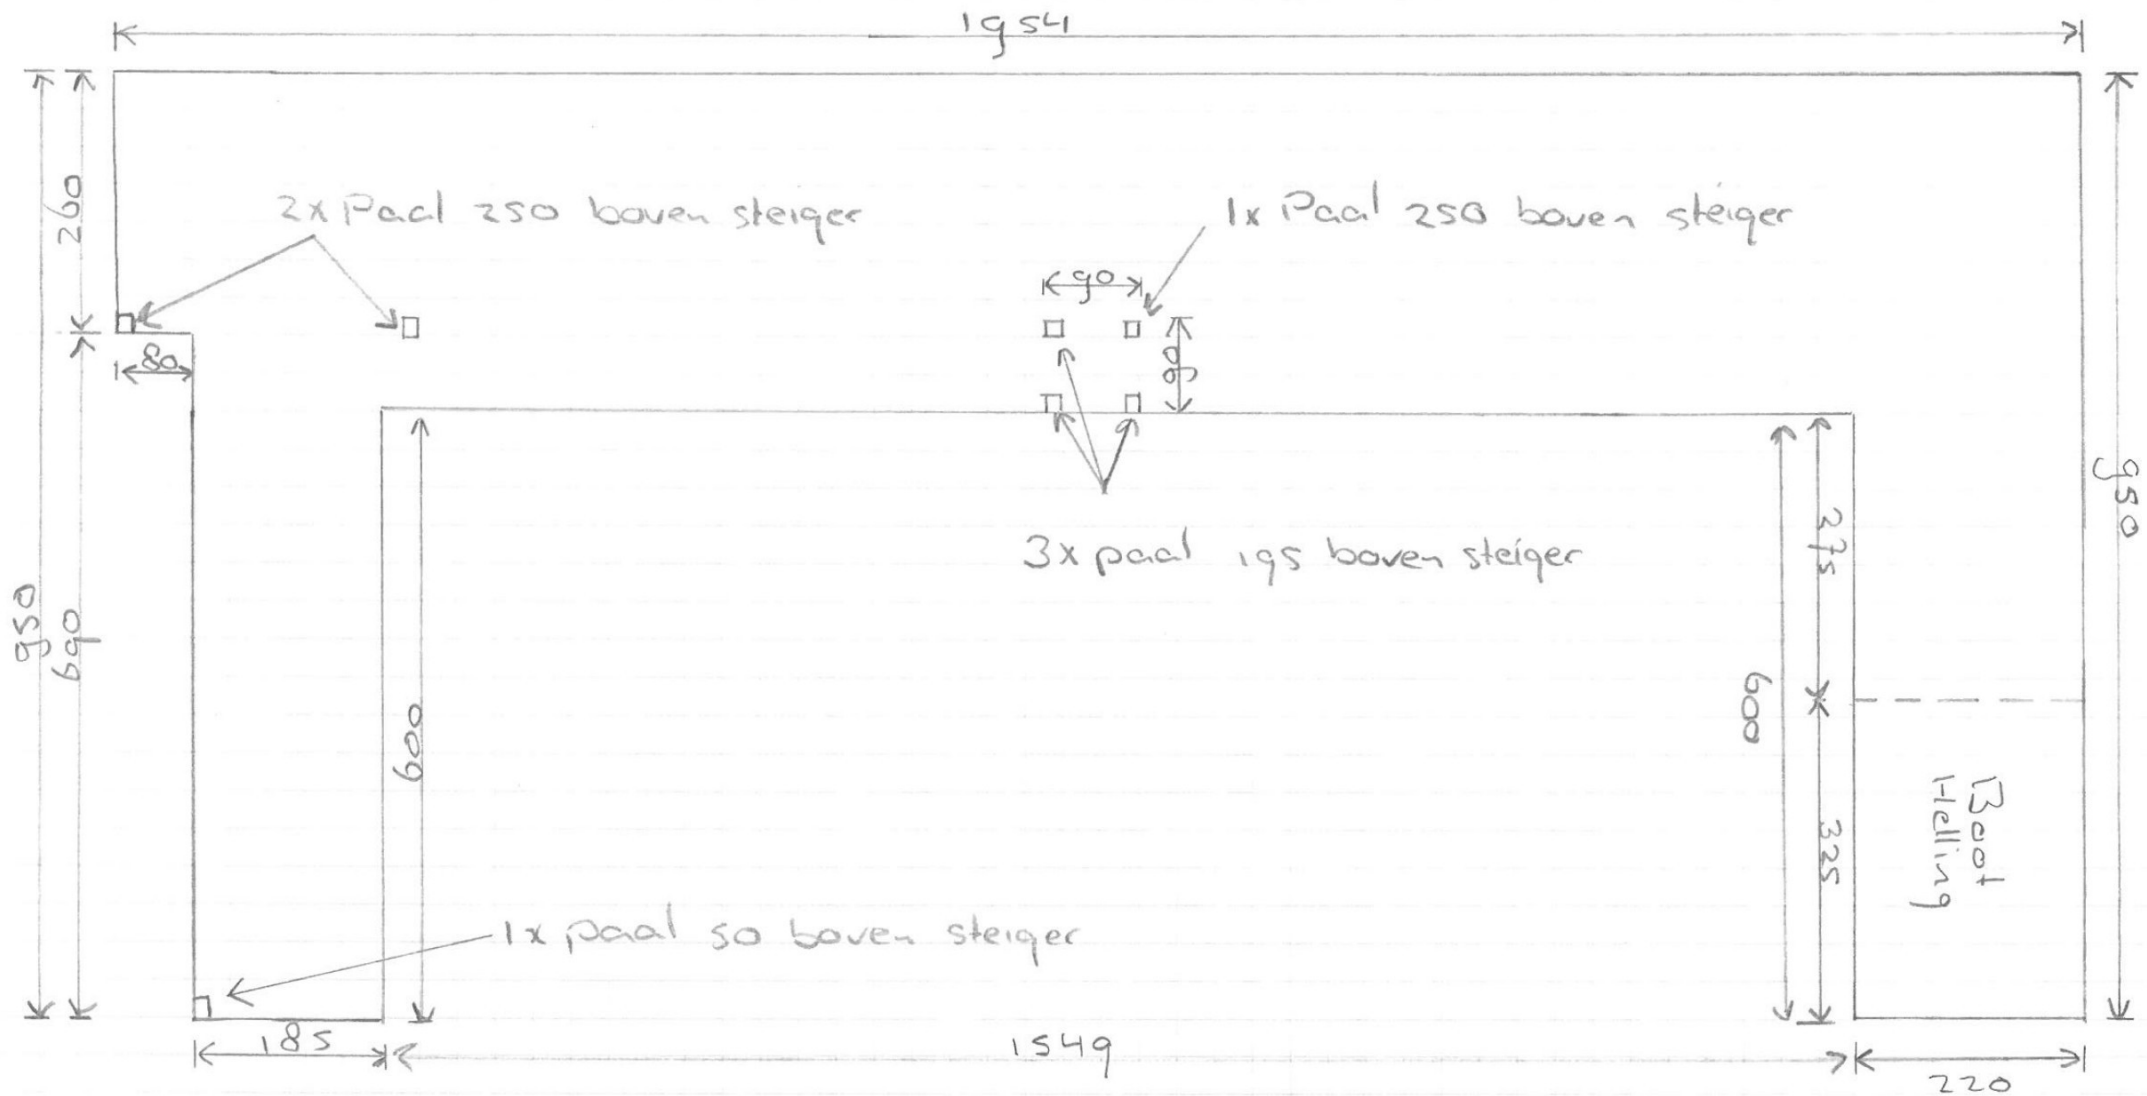 1954
260
2x Paal 250 boven steiger
1x Paal 250 boven steiger
90
80
90
950
690
600
3x paal 195 boven steiger
275
600
950
325
Boot
Helling
1x paal 50 boven steiger
185
1549
220